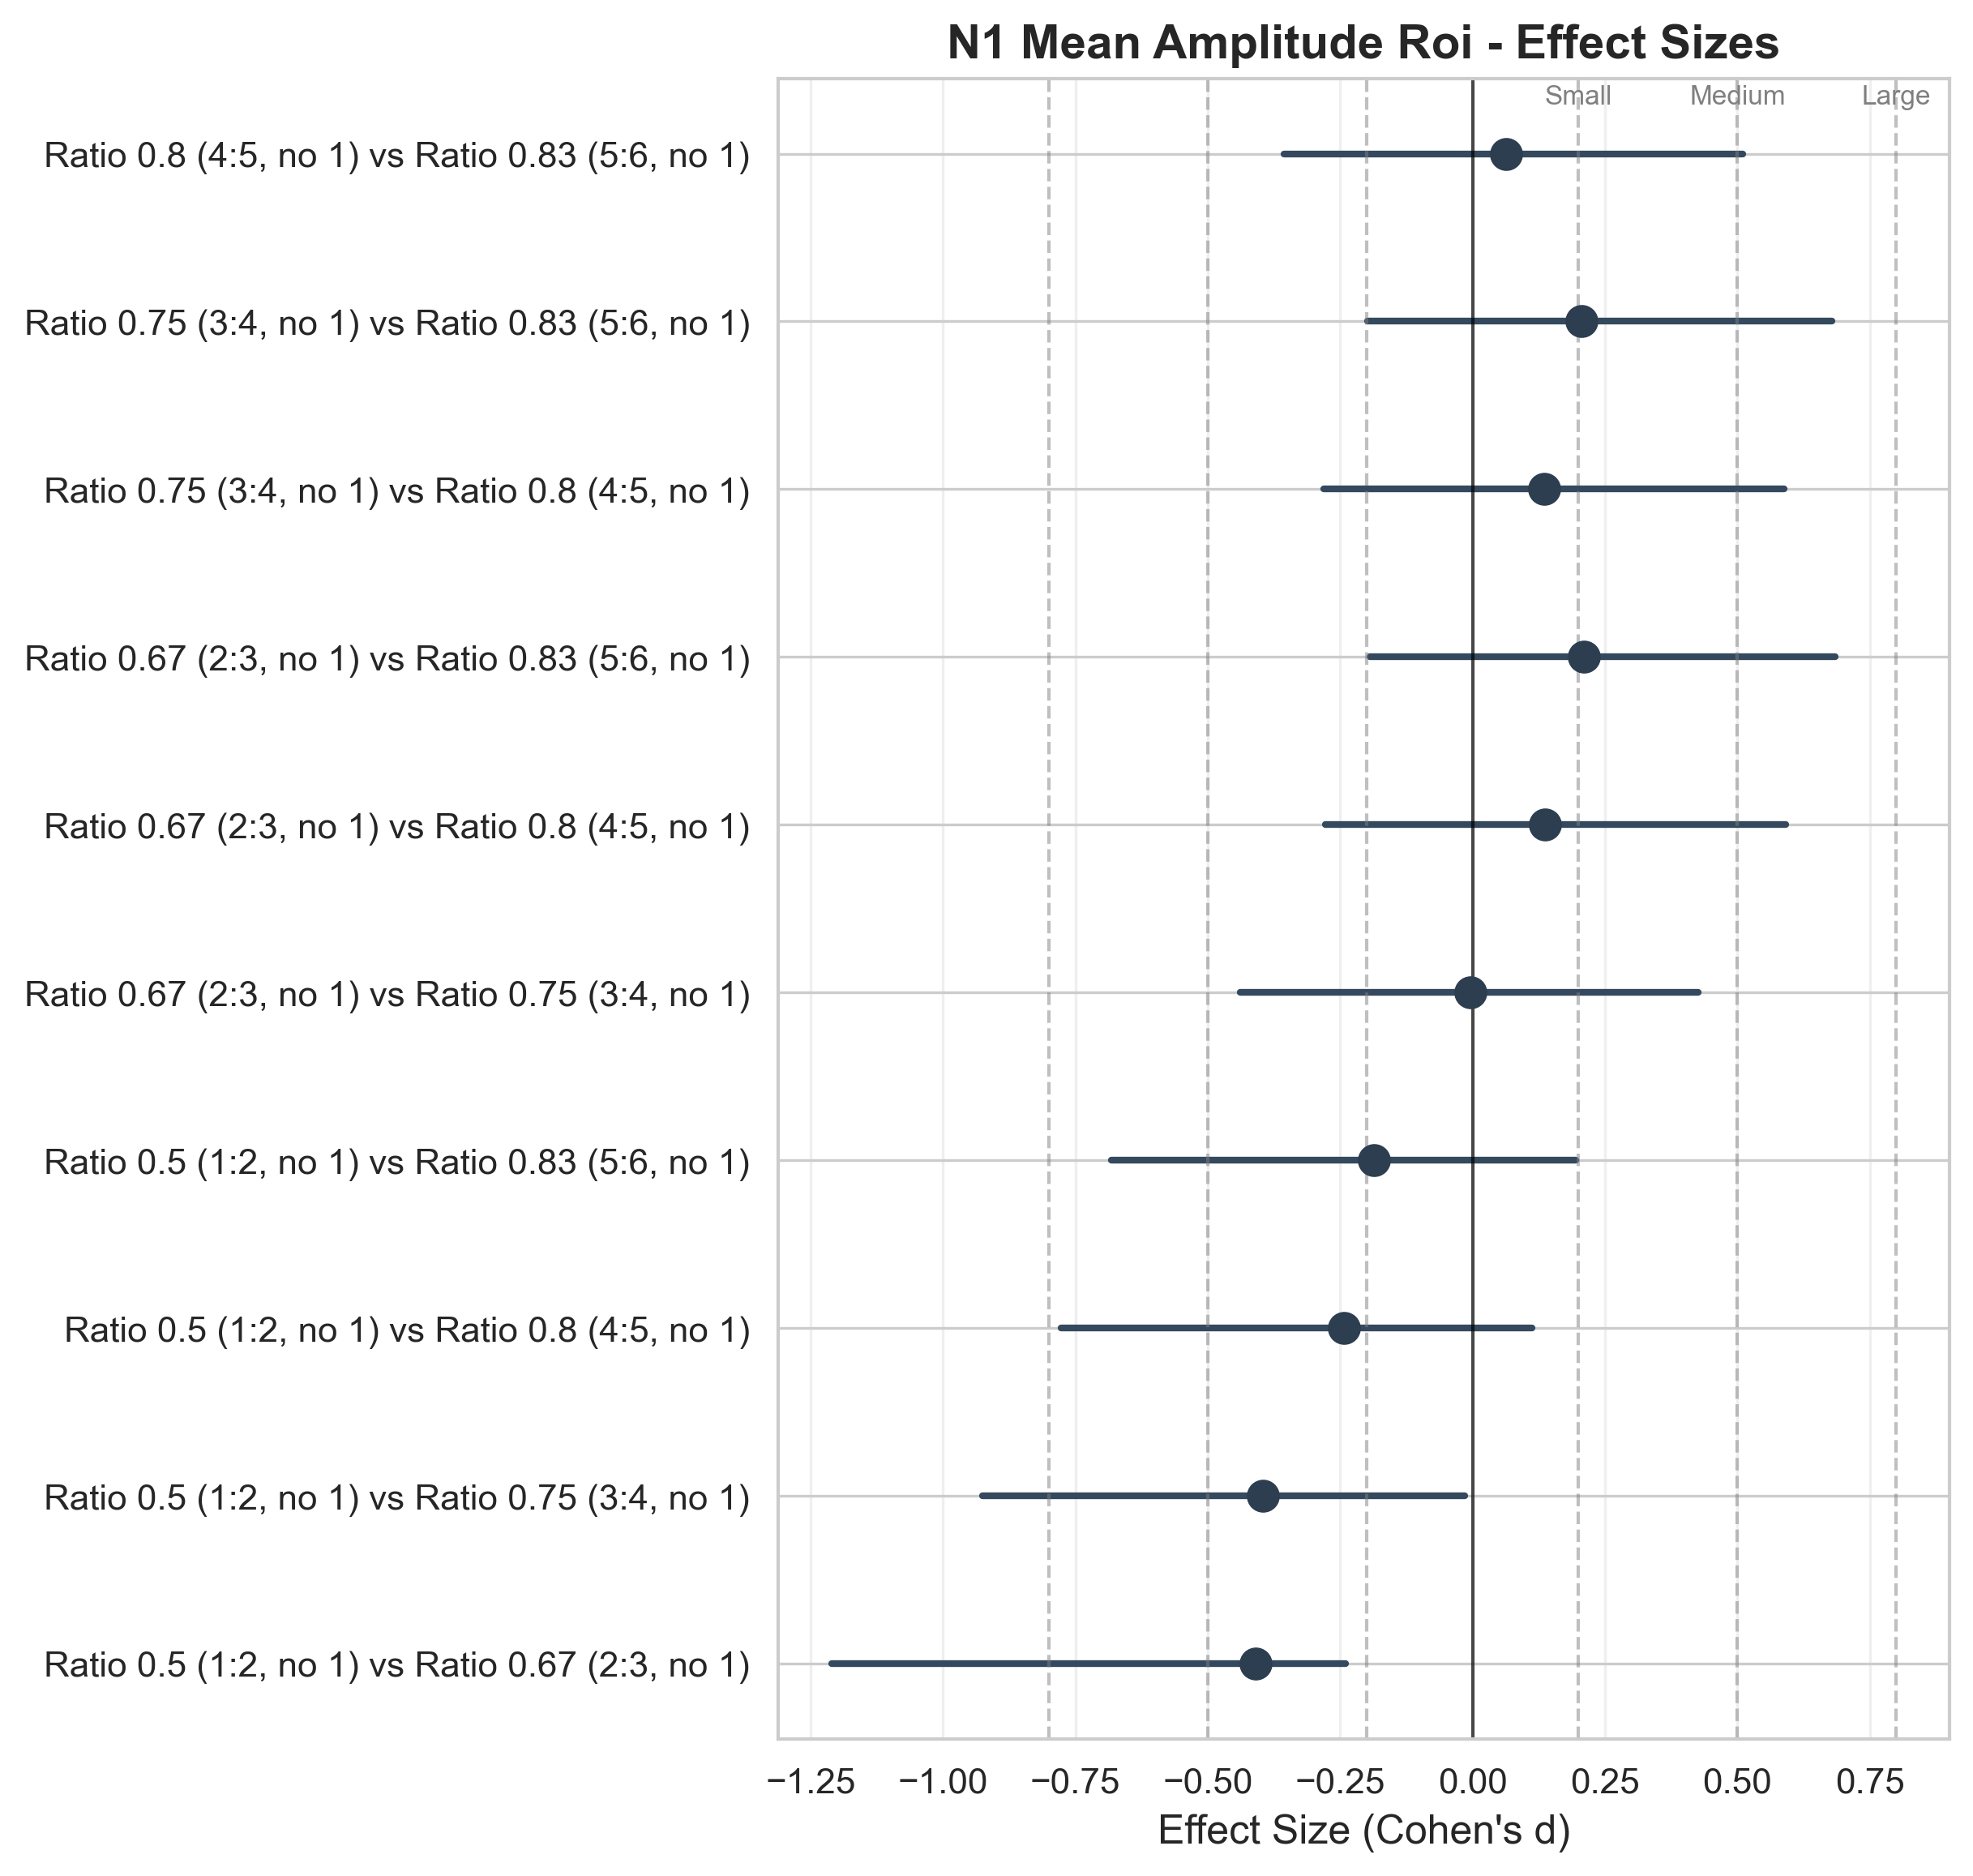 N1 Mean Amplitude Roi - Effect Sizes
Small Medium Large
Ratio 0.8 (4:5, no 1) vs Ratio 0.83 (5:6, no 1)
Ratio 0.75 (3:4, no 1) vs Ratio 0.83 (5:6, no 1)
Ratio 0.75 (3:4, no 1) vs Ratio 0.8 (4:5, no 1)
Ratio 0.67 (2:3, no 1) vs Ratio 0.83 (5:6, no 1)
Ratio 0.67 (2:3, no 1) vs Ratio 0.8 (4:5, no 1)
Ratio 0.67 (2:3, no 1) vs Ratio 0.75 (3:4, no 1)
Ratio 0.5 (1:2, no 1) vs Ratio 0.83 (5:6, no 1)
Ratio 0.5 (1:2, no 1) vs Ratio 0.8 (4:5, no 1)
Ratio 0.5 (1:2, no 1) vs Ratio 0.75 (3:4, no 1)
Ratio 0.5 (1:2, no 1) vs Ratio 0.67 (2:3, no 1)
−1.25 −1.00 −0.75 −0.50 −0.25 0.00 0.25 0.50 0.75
Effect Size (Cohen's d)